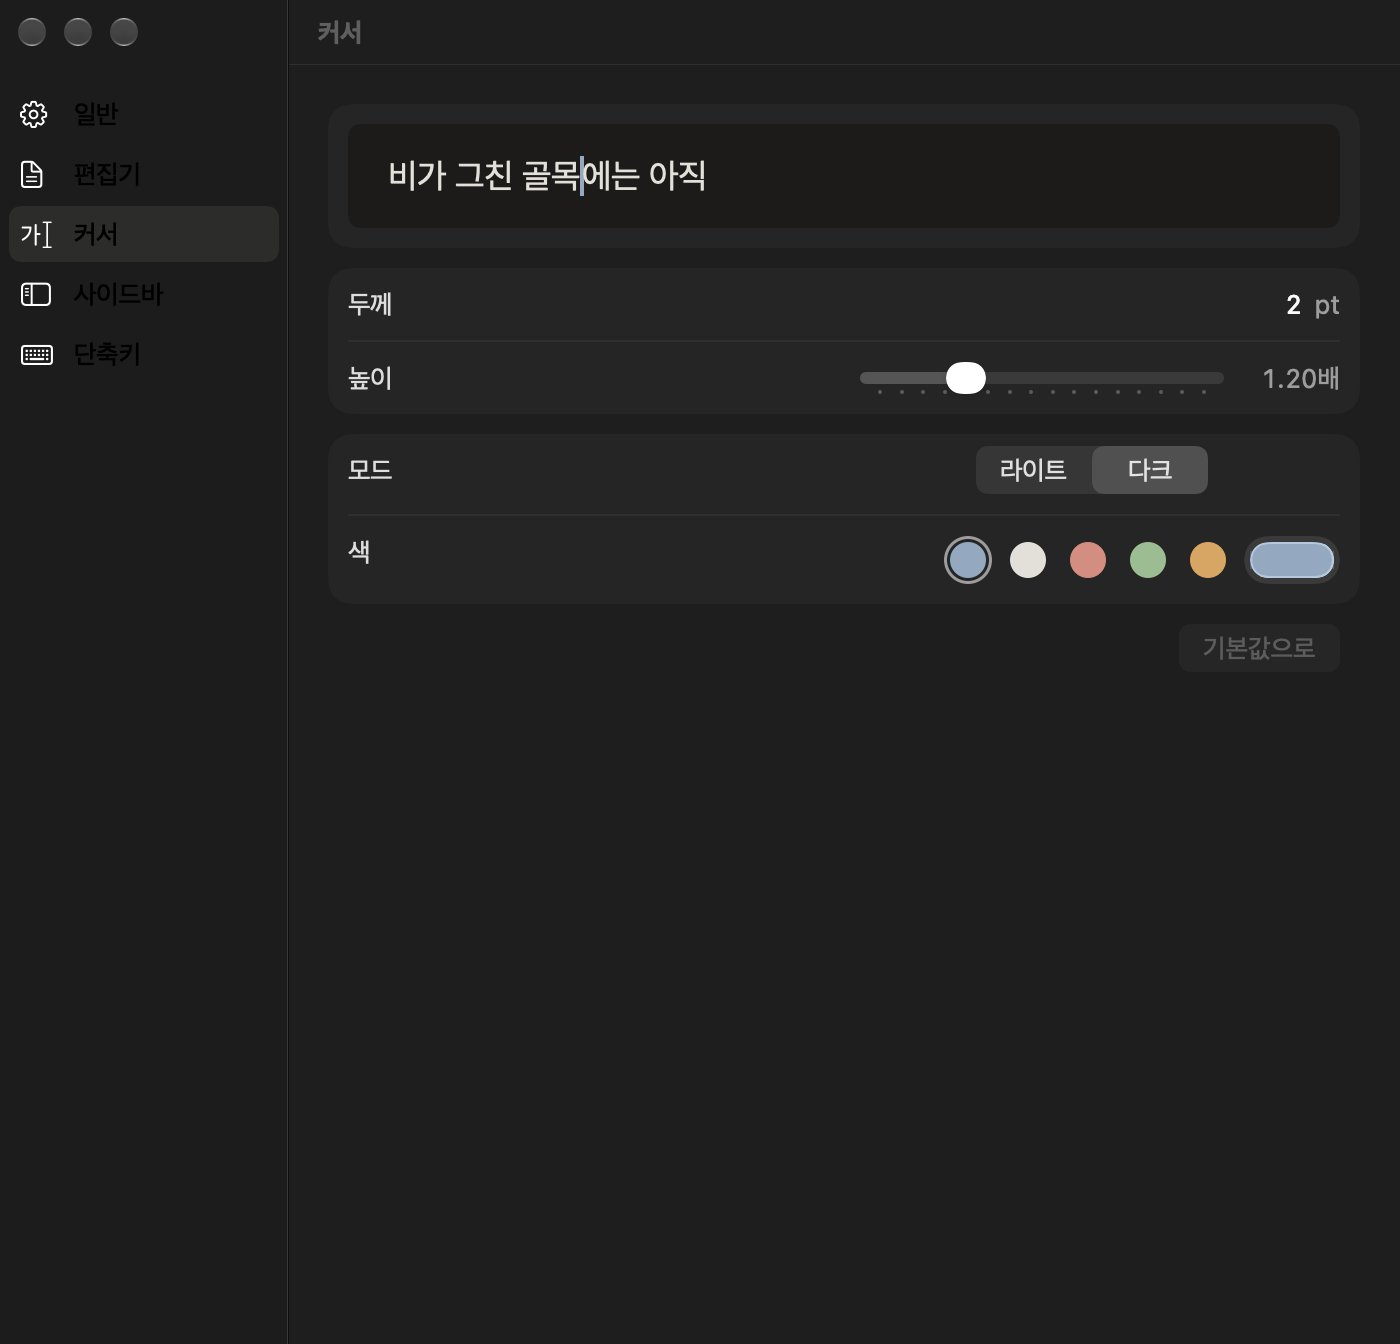 커서
일반
편집기
가 커서
사이드바
단축키
비가 그친 골목에는 아직
두께 2 pt
높이 1.20배
모드 라이트 다크
색
기본값으로